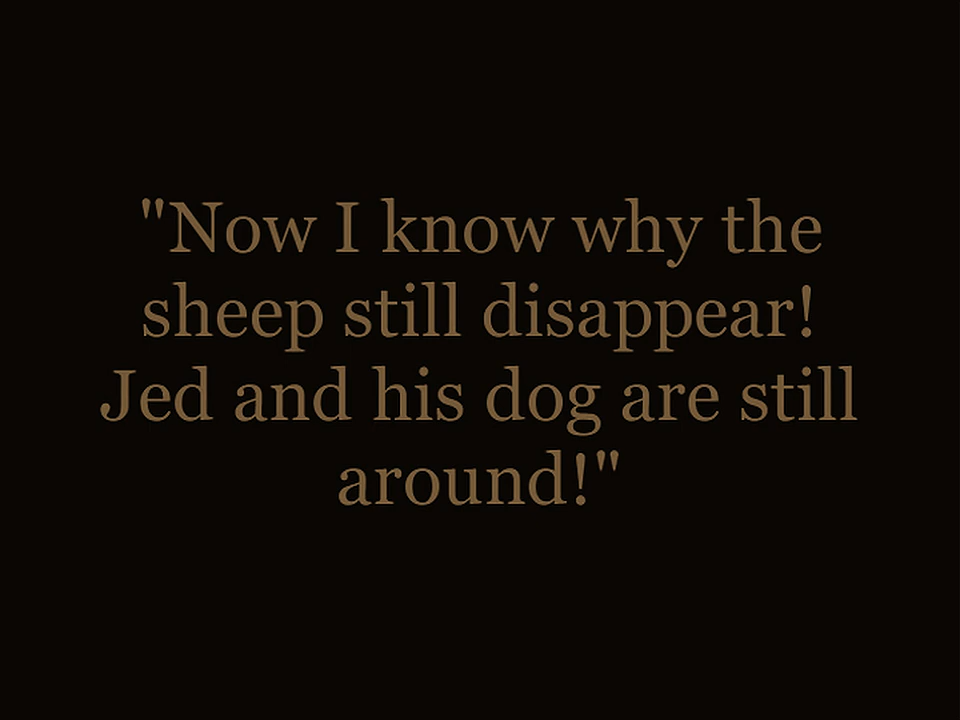 "Now I know why the
sheep still disappear!
Jed and his dog are still
around!"